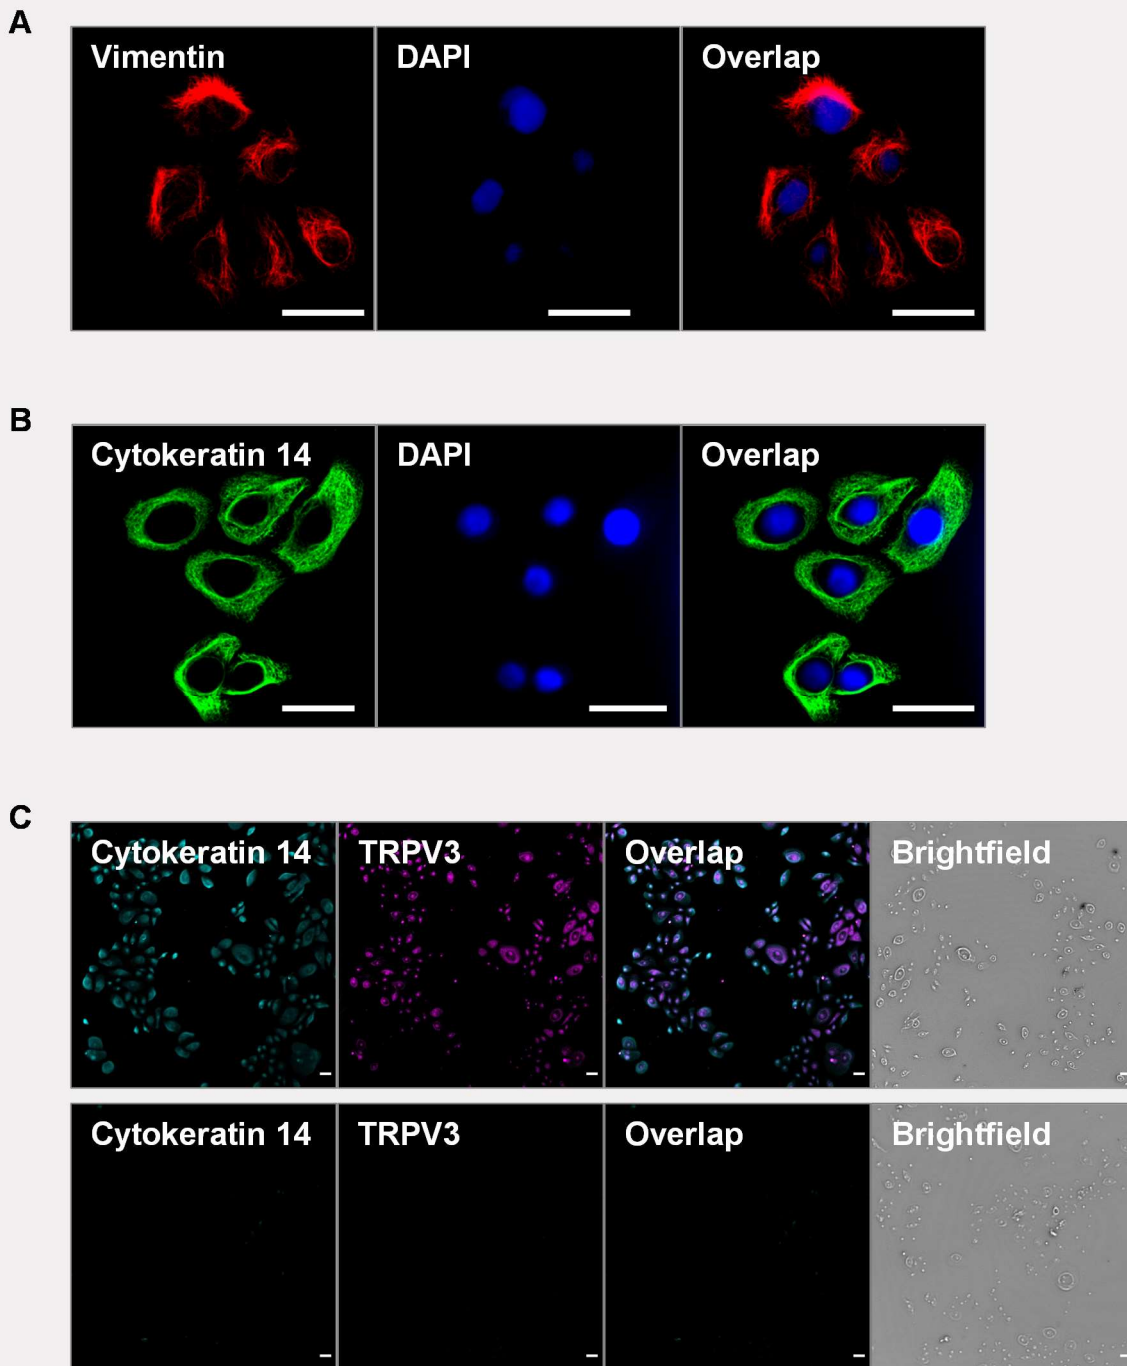 A
Vimentin DAPI Overlap
B
Cytokeratin 14 DAPI Overlap
C
Cytokeratin 14 TRPV3 Overlap Brightfield
Cytokeratin 14 TRPV3 Overlap Brightfield